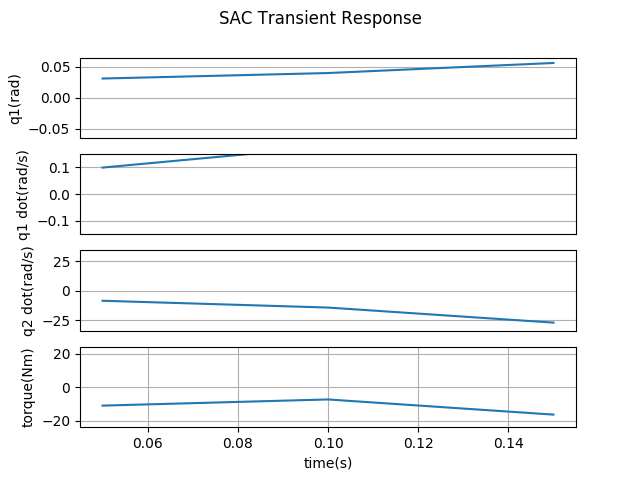 SAC Transient Response
q1(rad)
0.05
0.00
−0.05
q1 dot(rad/s)
0.1
0.0
−0.1
q2 dot(rad/s)
25
0
−25
torque(Nm)
20
0
−20
0.06 0.08 0.10 0.12 0.14
time(s)